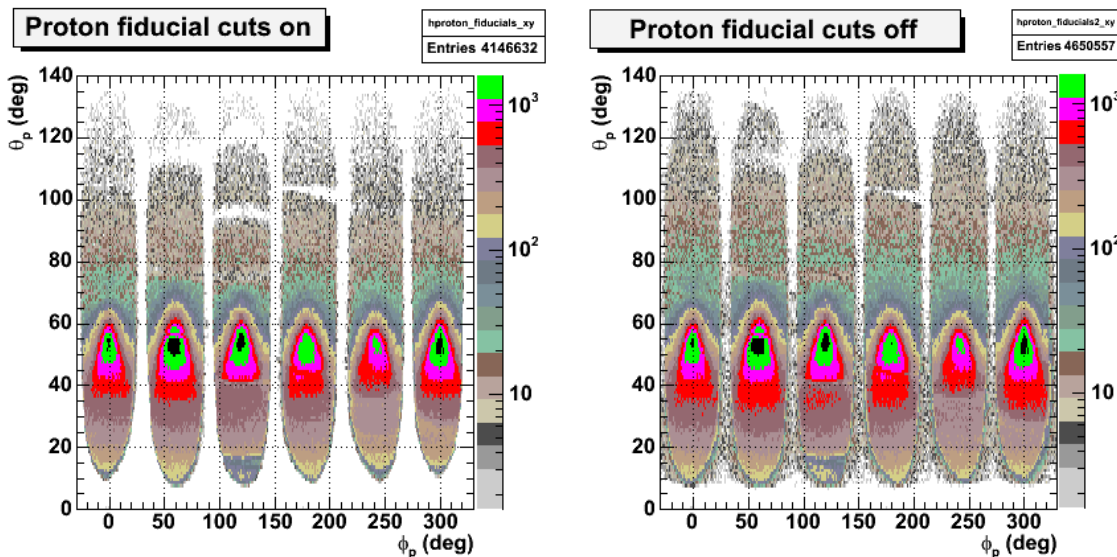 Proton fiducial cuts on
hproton_fiducials_xy
Entries 4146632
θp (deg)
140
120
100
80
60
40
20
0
0 50 100 150 200 250 300
ϕp (deg)
10³
10²
10
Proton fiducial cuts off
hproton_fiducials2_xy
Entries 4650557
θp (deg)
140
120
100
80
60
40
20
0
0 50 100 150 200 250 300
ϕp (deg)
10³
10²
10